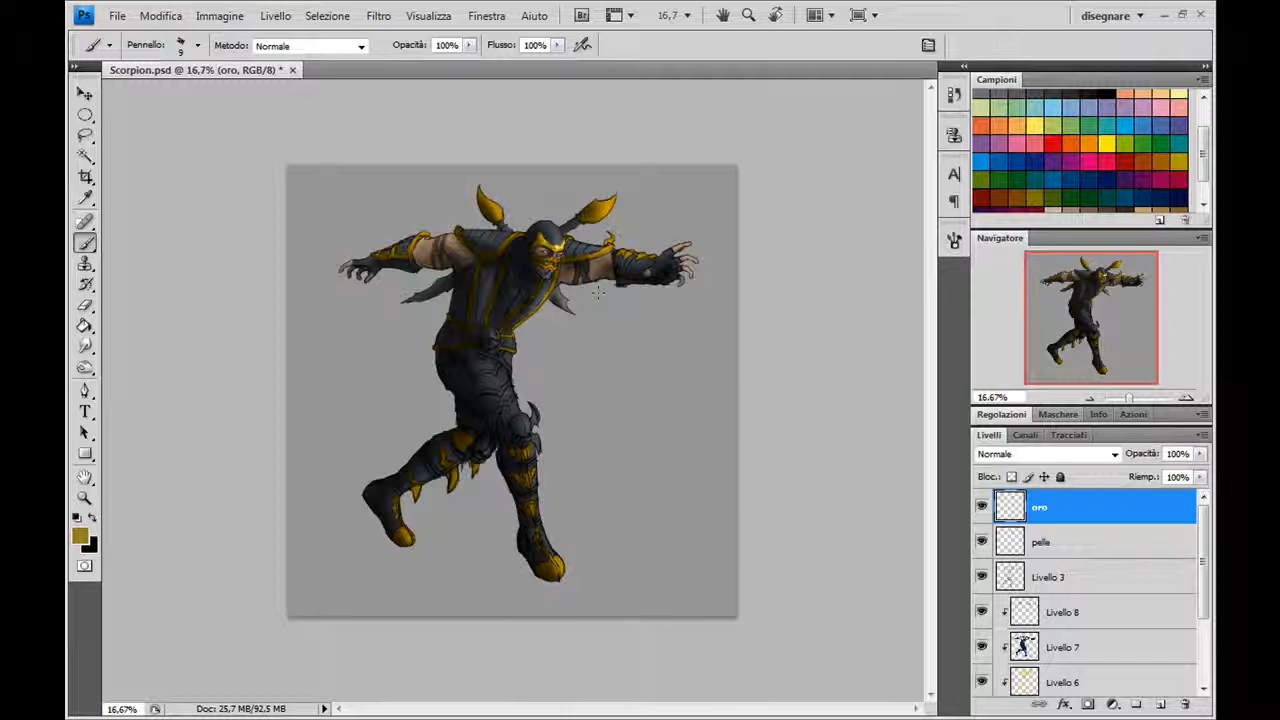 Ps File Modifica Immagine Livello Selezione Filtro Visualizza Finestra Aiuto Br 16,7 disegnare
Pennello: 9 Metodo: Normale Opacità: 100% Flusso: 100%
Scorpion.psd @ 16,7% (oro, RGB/8) *
Campioni
Navigatore
16.67%
Regolazioni Maschere Info Azioni
Livelli Canali Tracciati
Normale Opacità: 100%
Bloc.: Riemp.: 100%
oro
pelle
Livello 3
Livello 8
Livello 7
Livello 6
16.67% Doc: 25,7 MB/92,5 MB